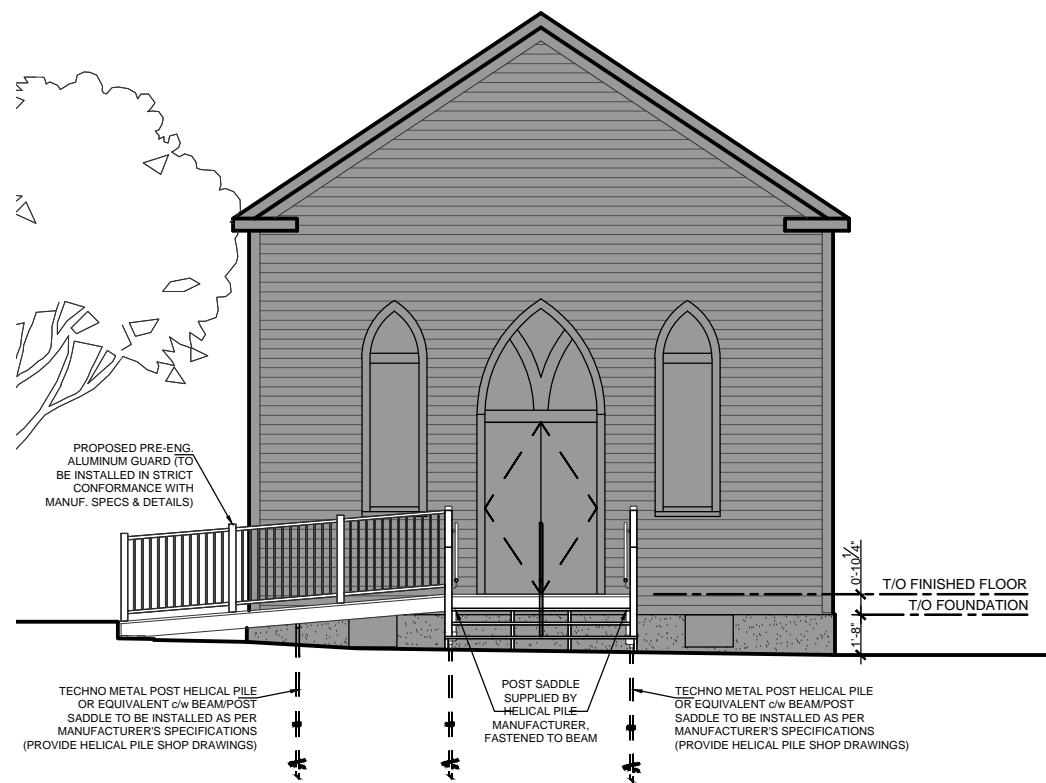 PROPOSED PRE-ENG.
ALUMINUM GUARD (TO
BE INSTALLED IN STRICT
CONFORMANCE WITH
MANUF. SPECS & DETAILS)
0'-10 1/4"
T/O FINISHED FLOOR
T/O FOUNDATION
1'-8"
TECHNO METAL POST HELICAL PILE
OR EQUIVALENT c/w BEAM/POST
SADDLE TO BE INSTALLED AS PER
MANUFACTURER'S SPECIFICATIONS
(PROVIDE HELICAL PILE SHOP DRAWINGS)
POST SADDLE
SUPPLIED BY
HELICAL PILE
MANUFACTURER,
FASTENED TO BEAM
TECHNO METAL POST HELICAL PILE
OR EQUIVALENT c/w BEAM/POST
SADDLE TO BE INSTALLED AS PER
MANUFACTURER'S SPECIFICATIONS
(PROVIDE HELICAL PILE SHOP DRAWINGS)